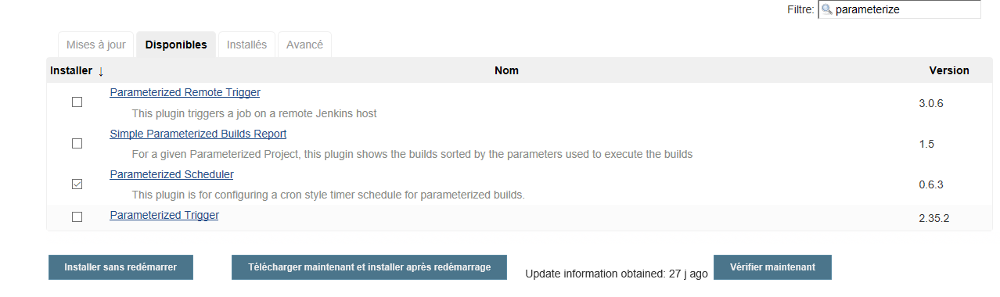 Filtre: parameterize
Mises à jour Disponibles Installés Avancé
Installer ↓ Nom Version
Parameterized Remote Trigger
This plugin triggers a job on a remote Jenkins host
3.0.6
Simple Parameterized Builds Report
For a given Parameterized Project, this plugin shows the builds sorted by the parameters used to execute the builds
1.5
Parameterized Scheduler
This plugin is for configuring a cron style timer schedule for parameterized builds.
0.6.3
Parameterized Trigger
2.35.2
Installer sans redémarrer Télécharger maintenant et installer après redémarrage Update information obtained: 27 j ago Vérifier maintenant